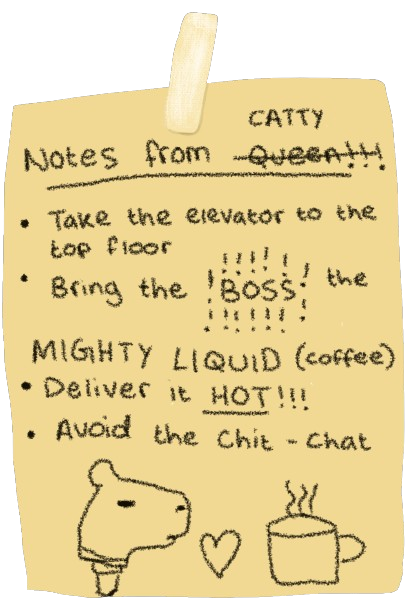 CATTY
Notes from Queen!!!
• Take the elevator to the
top floor
• Bring the !BOSS! the
MIGHTY LIQUID (coffee)
• Deliver it HOT!!!
• Avoid the Chit-Chat